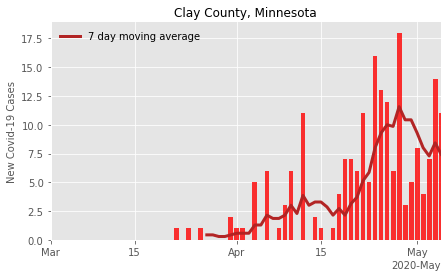 Clay County, Minnesota
7 day moving average
New Covid-19 Cases
17.5
15.0
12.5
10.0
7.5
5.0
2.5
0.0
Mar
15
Apr
15
May
2020-May